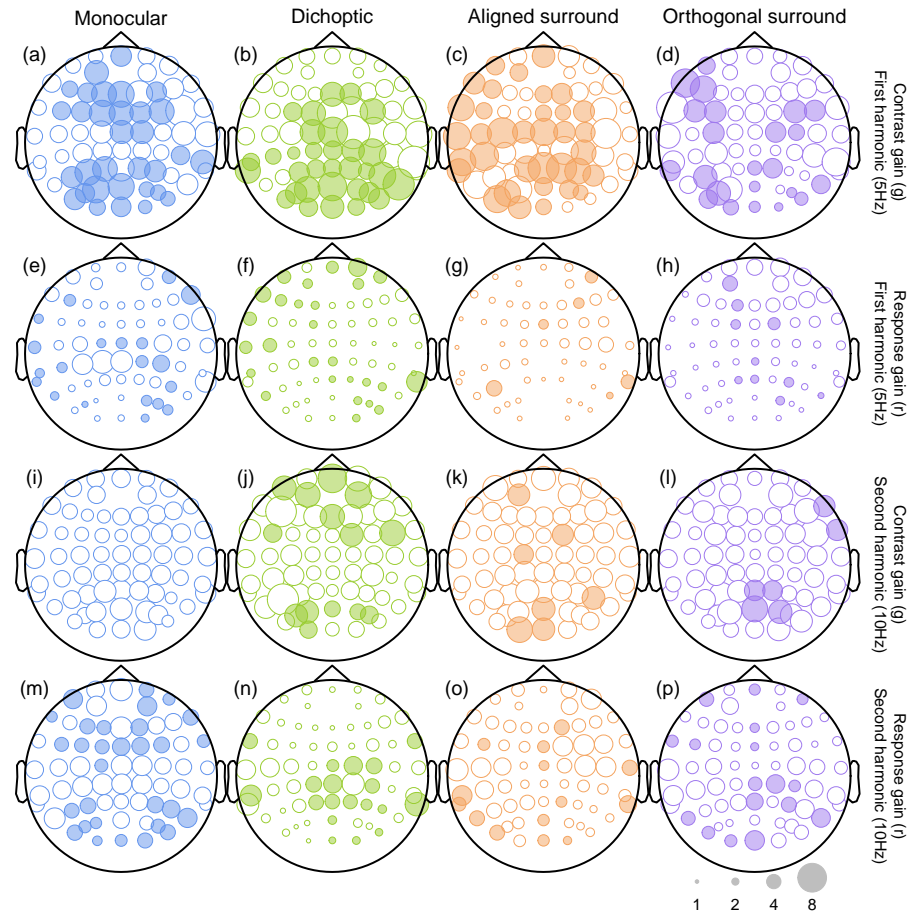 Monocular Dichoptic Aligned surround Orthogonal surround
(a) (b) (c) (d)
Contrast gain (g)
First harmonic (5Hz)
(e) (f) (g) (h)
Response gain (r)
First harmonic (5Hz)
(i) (j) (k) (l)
Contrast gain (g)
Second harmonic (10Hz)
(m) (n) (o) (p)
Response gain (r)
Second harmonic (10Hz)
1 2 4 8